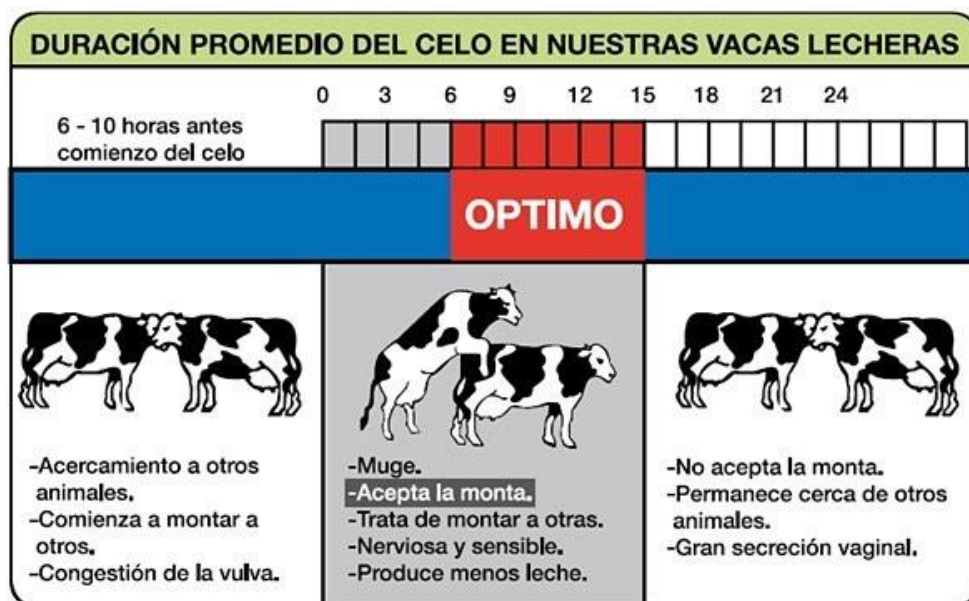 DURACIÓN PROMEDIO DEL CELO EN NUESTRAS VACAS LECHERAS
0 3 6 9 12 15 18 21 24
6 - 10 horas antes
comienzo del celo
OPTIMO
-Acercamiento a otros
animales.
-Comienza a montar a
otros.
-Congestión de la vulva.
-Muge.
-Acepta la monta.
-Trata de montar a otras.
-Nerviosa y sensible.
-Produce menos leche.
-No acepta la monta.
-Permanece cerca de otros
animales.
-Gran secreción vaginal.